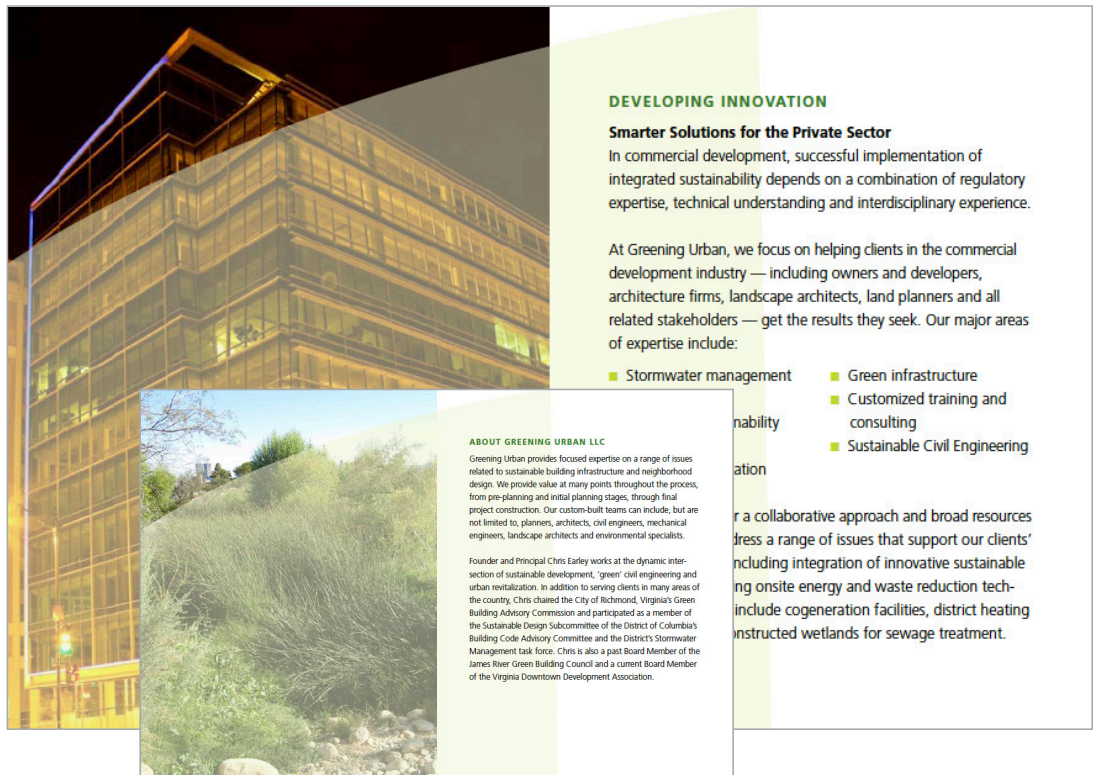 DEVELOPING INNOVATION
Smarter Solutions for the Private Sector
In commercial development, successful implementation of
integrated sustainability depends on a combination of regulatory
expertise, technical understanding and interdisciplinary experience.
At Greening Urban, we focus on helping clients in the commercial
development industry — including owners and developers,
architecture firms, landscape architects, land planners and all
related stakeholders — get the results they seek. Our major areas
of expertise include:
■ Stormwater management
■ Green infrastructure
■ Customized training and
consulting
■ Sustainable Civil Engineering
a collaborative approach and broad resources
a range of issues that support our clients'
including integration of innovative sustainable
onsite energy and waste reduction tech-
include cogeneration facilities, district heating
wetlands for sewage treatment.
ABOUT GREENING URBAN LLC
Greening Urban provides focused expertise on a range of issues
related to sustainable building infrastructure and neighborhood
design. We provide value at many points throughout the process,
from pre-planning and initial planning stages, through final
project construction. Our custom-built teams can include, but are
not limited to, planners, architects, civil engineers, mechanical
engineers, landscape architects and environmental specialists.
Founder and Principal Chris Earley works at the dynamic inter-
section of sustainable development, 'green' civil engineering and
urban revitalization. In addition to serving clients in many areas of
the country, Chris chaired the City of Richmond, Virginia's Green
Building Advisory Commission and participated as a member of
the Sustainable Design Subcommittee of the District of Columbia's
Building Code Advisory Committee and the District's Stormwater
Management task force. Chris is also a past Board Member of the
James River Green Building Council and a current Board Member
of the Virginia Downtown Development Association.